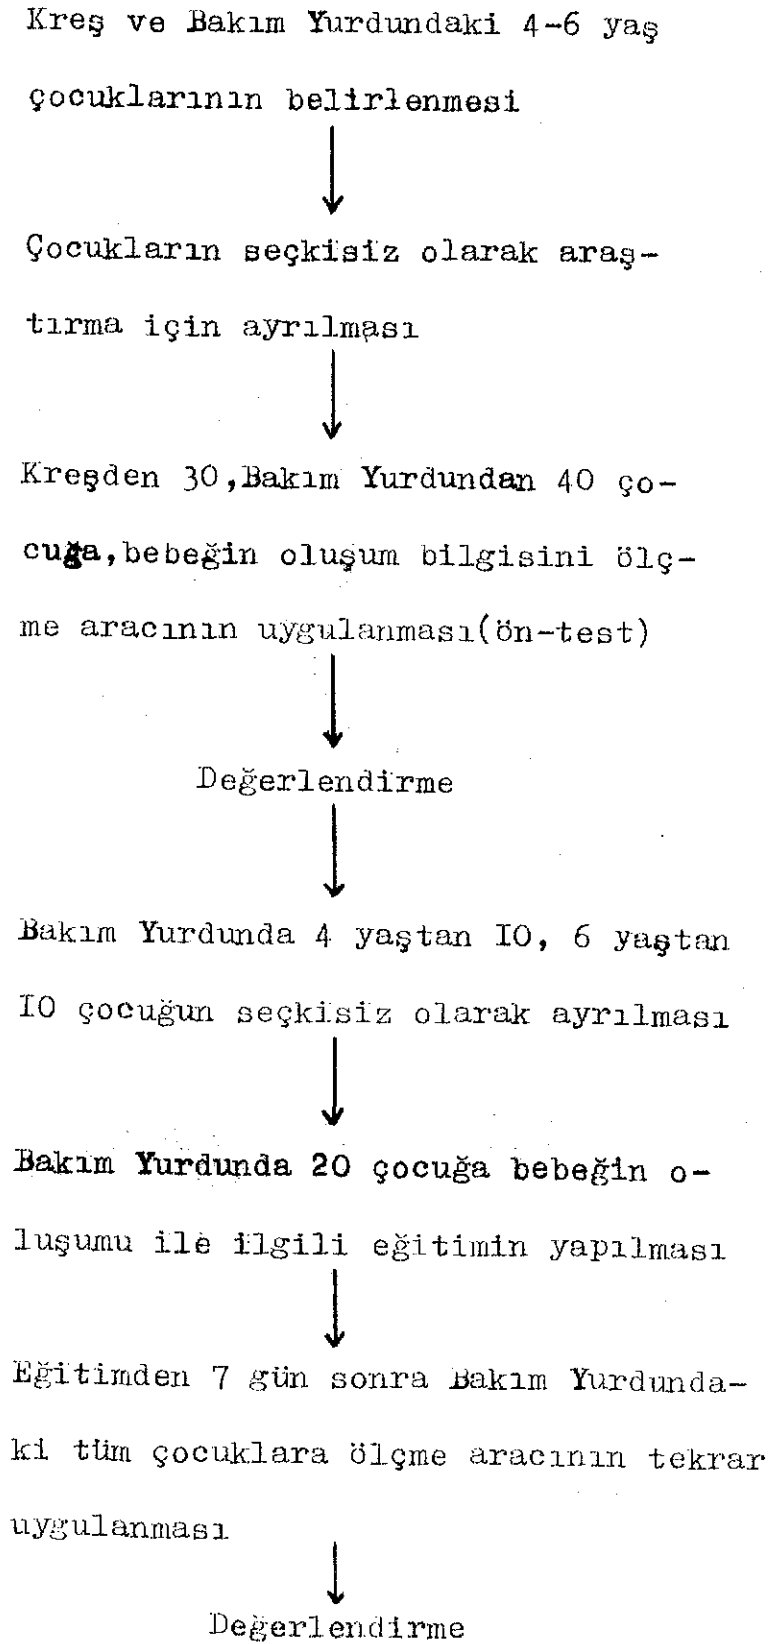 Kreş ve Bakım Yurdundaki 4-6 yaş
çocuklarının belirlenmesi
Çocukların seçkisiz olarak araş-
tırma için ayrılması
Kreşden 30,Bakım Yurdundan 40 ço-
cuğa,bebeğin oluşum bilgisini ölç-
me aracının uygulanması(ön-test)
Değerlendirme
Bakım Yurdunda 4 yaştan IO, 6 yaştan
IO çocuğun seçkisiz olarak ayrılması
Bakım Yurdunda 20 çocuğa bebeğin o-
luşumu ile ilgili eğitimin yapılması
Eğitimden 7 gün sonra Bakım Yurdunda-
ki tüm çocuklara ölçme aracının tekrar
uygulanması
Değerlendirme